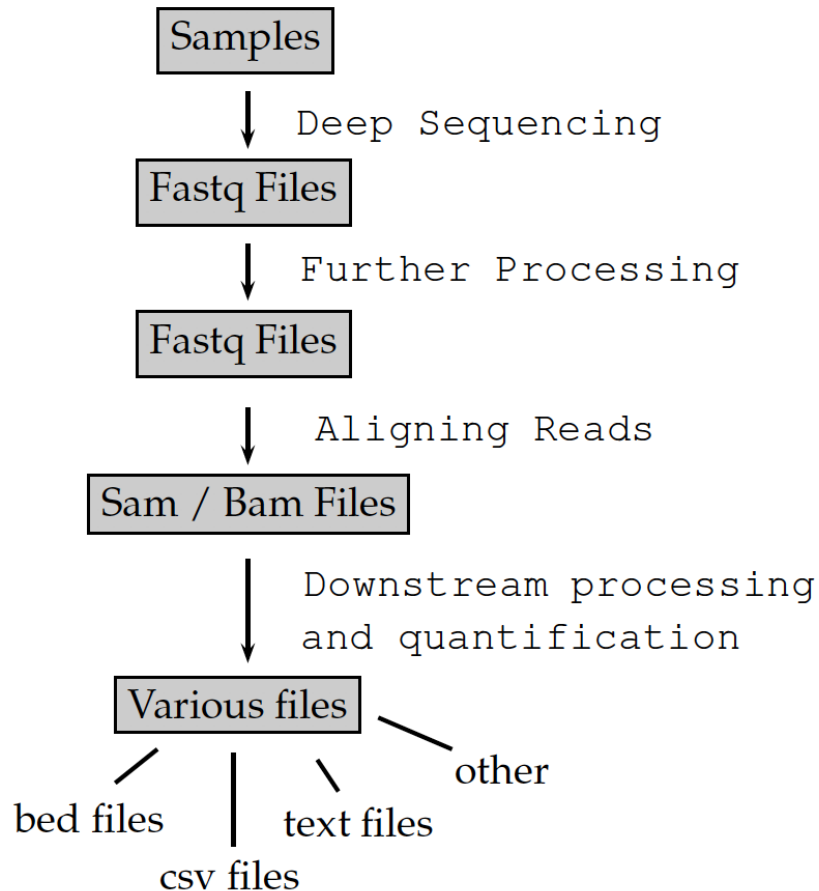 Samples
Deep Sequencing
Fastq Files
Further Processing
Fastq Files
Aligning Reads
Sam / Bam Files
Downstream processing
and quantification
Various files
other
bed files
text files
csv files